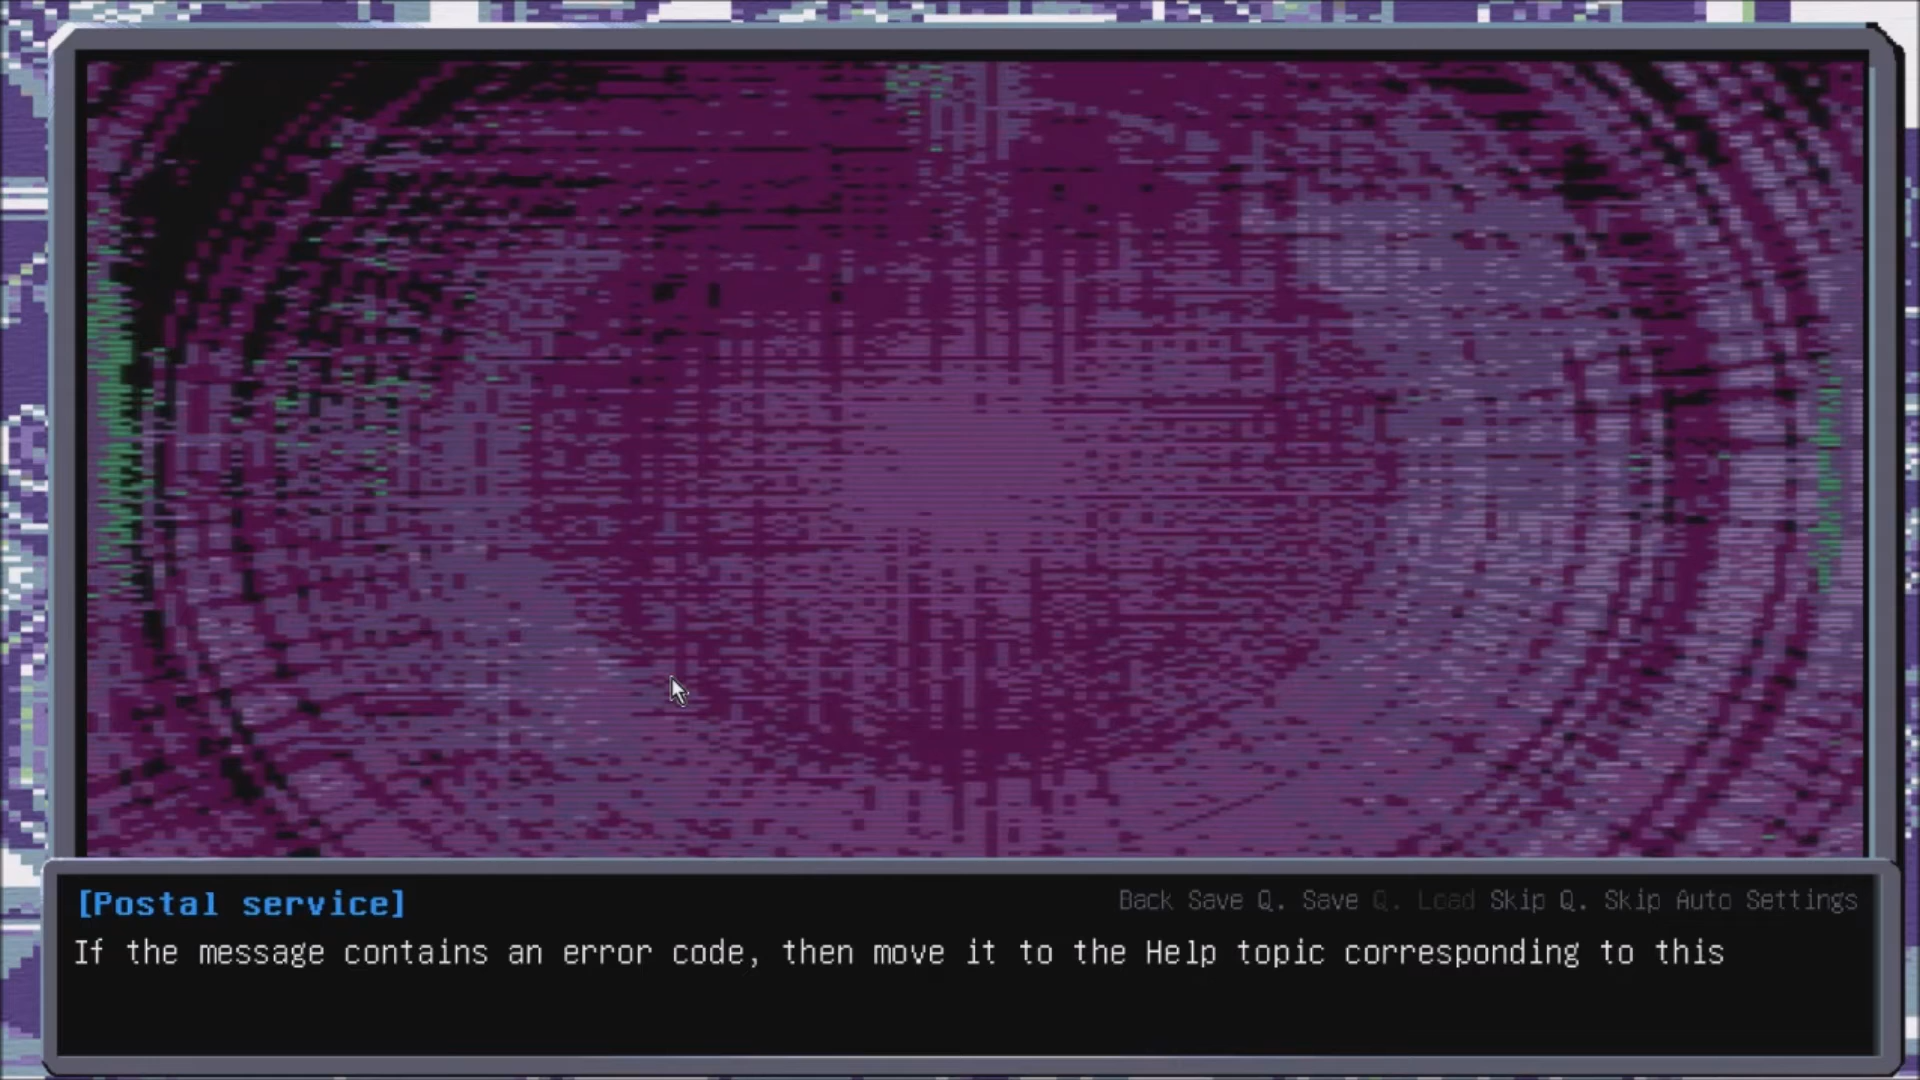 [Postal service]
Back Save Q. Save Q. Load Skip Q. Skip Auto Settings
If the message contains an error code, then move it to the Help topic corresponding to this